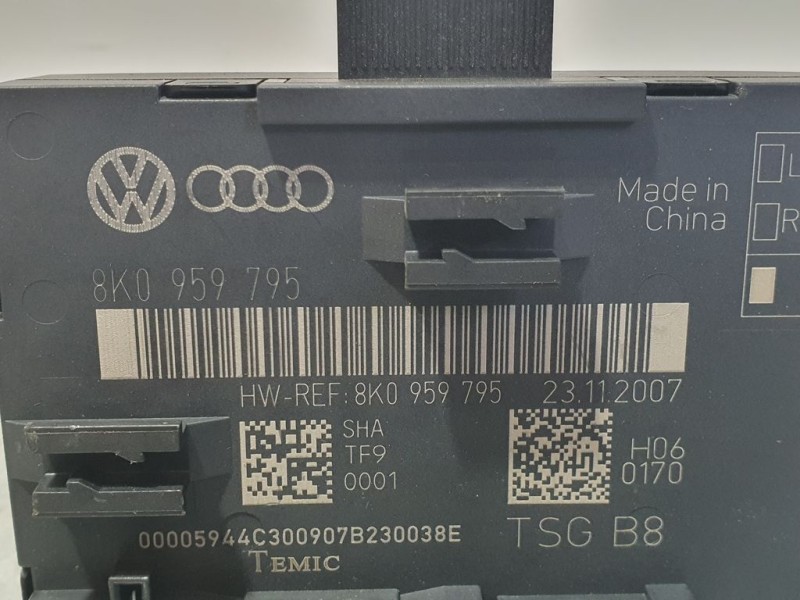 Made in
China
L
R
8K0 959 795
HW-REF: 8K0 959 795 23.11.2007
SHA
TF9
0001
H06
0170
00005944C300907B230038E
TSG B8
TEMIC